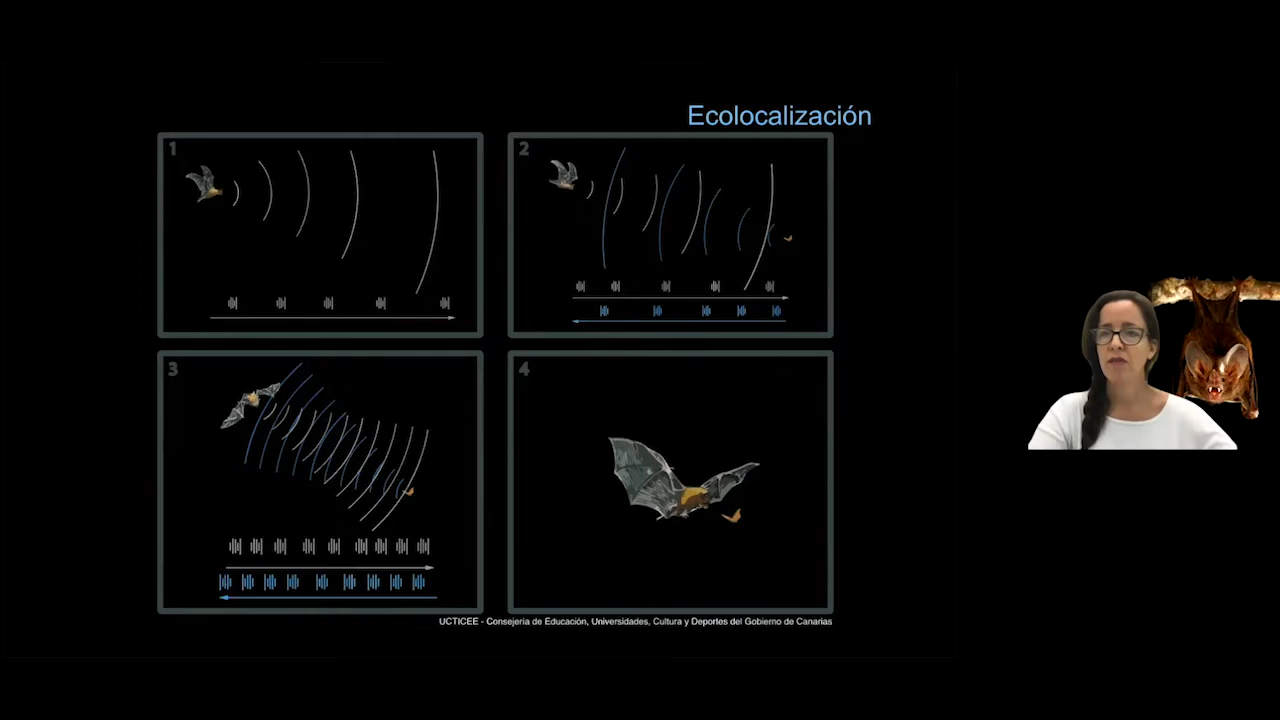 Ecolocalización
1
2
3
4
UCTICEE - Consejería de Educación, Universidades, Cultura y Deportes del Gobierno de Canarias